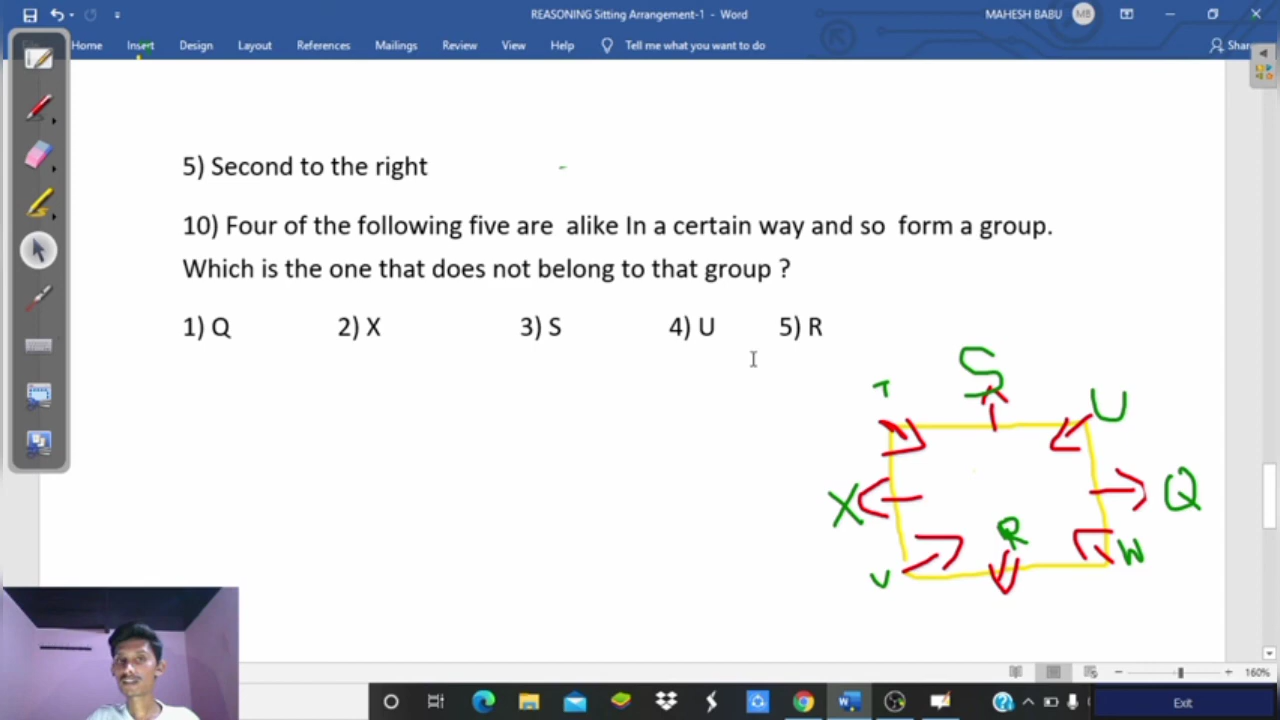 REASONING Sitting Arrangement-1 - Word
MAHESH BABU
MB
Home Insert Design Layout References Mailings Review View Help Tell me what you want to do
Shar
5) Second to the right
10) Four of the following five are alike In a certain way and so form a group.
Which is the one that does not belong to that group ?
1) Q 2) X 3) S 4) U 5) R
T S U
X Q
V R W
160%
Exit